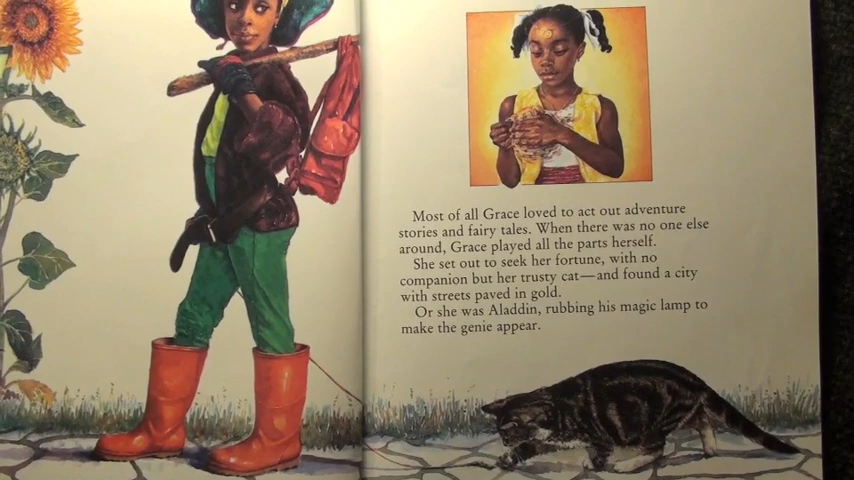 Most of all Grace loved to act out adventure
stories and fairy tales. When there was no one else
around, Grace played all the parts herself.
She set out to seek her fortune, with no
companion but her trusty cat—and found a city
with streets paved in gold.
Or she was Aladdin, rubbing his magic lamp to
make the genie appear.